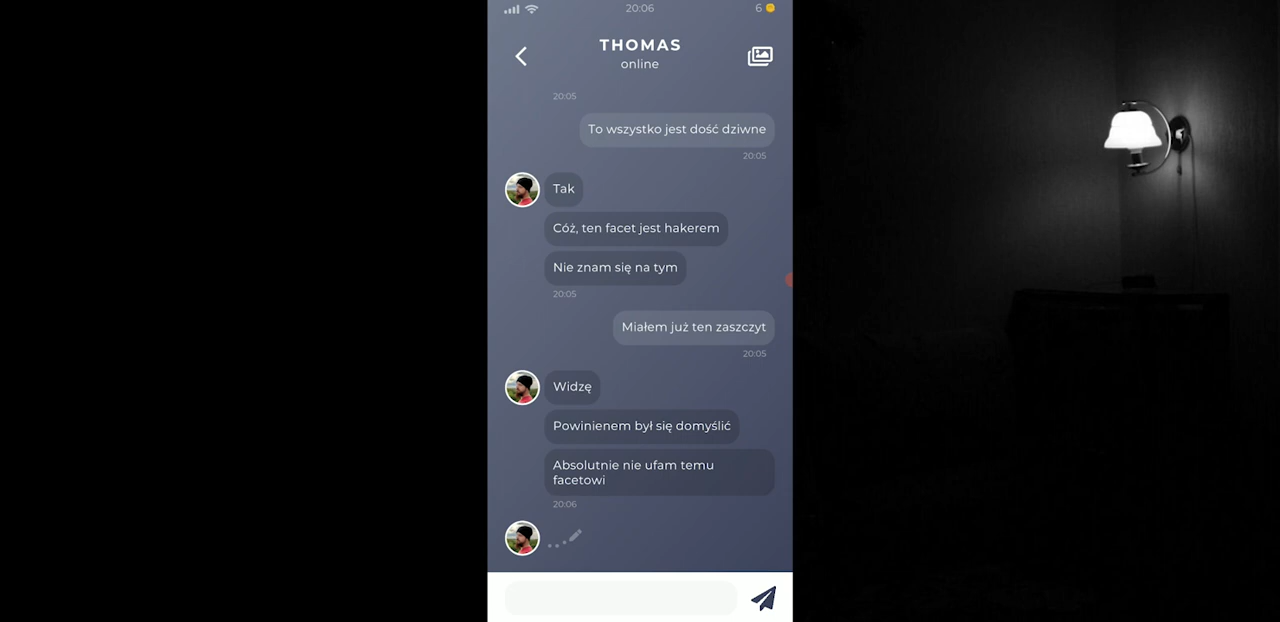 20:06
6
THOMAS
online
20:05
To wszystko jest dość dziwne
20:05
Tak
Cóż, ten facet jest hakerem
Nie znam się na tym
20:05
Miałem już ten zaszczyt
20:05
Widzę
Powinienem był się domyślić
Absolutnie nie ufam temu
facetowi
20:06